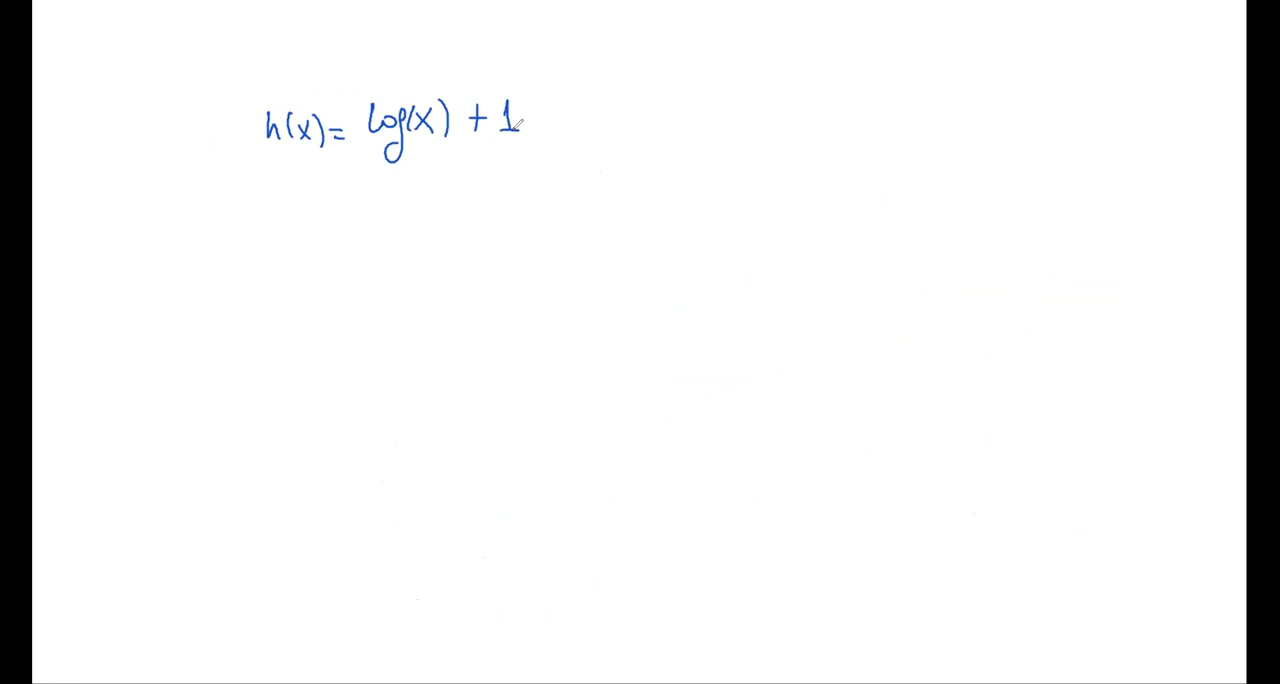 h(x)= log(x) + 1